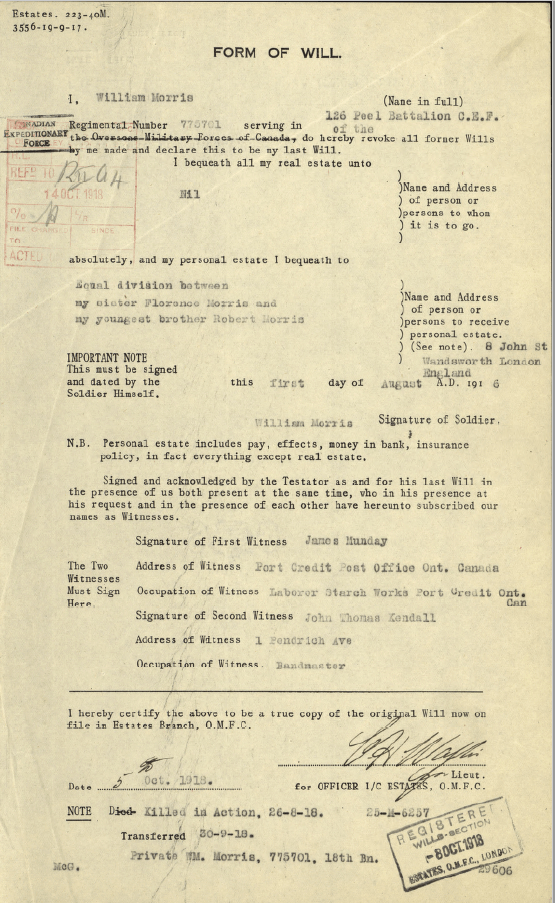 Estates. 223-40M.
3556-19-9-17.
FORM OF WILL.
I, William Morris (Name in full)
Regimental Number 775701 serving in 126 Peel Battalion C.E.F.
of the
CANADIAN EXPEDITIONARY FORCE
the Overseas Military Forces of Canada, do hereby revoke all former Wills
by me made and declare this to be my last Will.
I bequeath all my real estate unto
REFD TO
14 OCT 1918
Nil
)Name and Address
) of person or
)persons to whom
) it is to go.
)
FILE CHARGED SINCE
TO
ACTED
absolutely, and my personal estate I bequeath to
Equal division between
my sister Florence Morris and
my youngest brother Robert Morris
)
)Name and Address
) of person or
)persons to receive
) personal estate.
) (See note). 8 John St
) Wandsworth London
England
IMPORTANT NOTE
This must be signed
and dated by the
Soldier Himself.
this first day of August A.D. 191 6
William Morris Signature of Soldier.
N.B. Personal estate includes pay, effects, money in bank, insurance
policy, in fact everything except real estate.
Signed and acknowledged by the Testator as and for his last Will in
the presence of us both present at the same time, who in his presence at
his request and in the presence of each other have hereunto subscribed our
names as Witnesses.
Signature of First Witness James Munday
The Two
Witnesses
Must Sign
Here.
Address of Witness Port Credit Post Office Ont. Canada
Occupation of Witness Laborer Starch Works Port Credit Ont.
Can
Signature of Second Witness John Thomas Kendall
Address of Witness 1 Pendrich Ave
Occupation of Witness. Bandmaster
I hereby certify the above to be a true copy of the original Will now on
file in Estates Branch, O.M.F.C.
Lieut.
Date 5th Oct. 1918. for OFFICER I/C ESTATES, O.M.F.C.
NOTE Died Killed in Action, 26-8-18. 25-M-6257
Transferred 30-9-18.
Private WM. Morris, 775701, 18th Bn.
McG.
REGISTERED
WILLS-SECTION
-8 OCT 1918
ESTATES, O.M.F.C., LONDON
29606